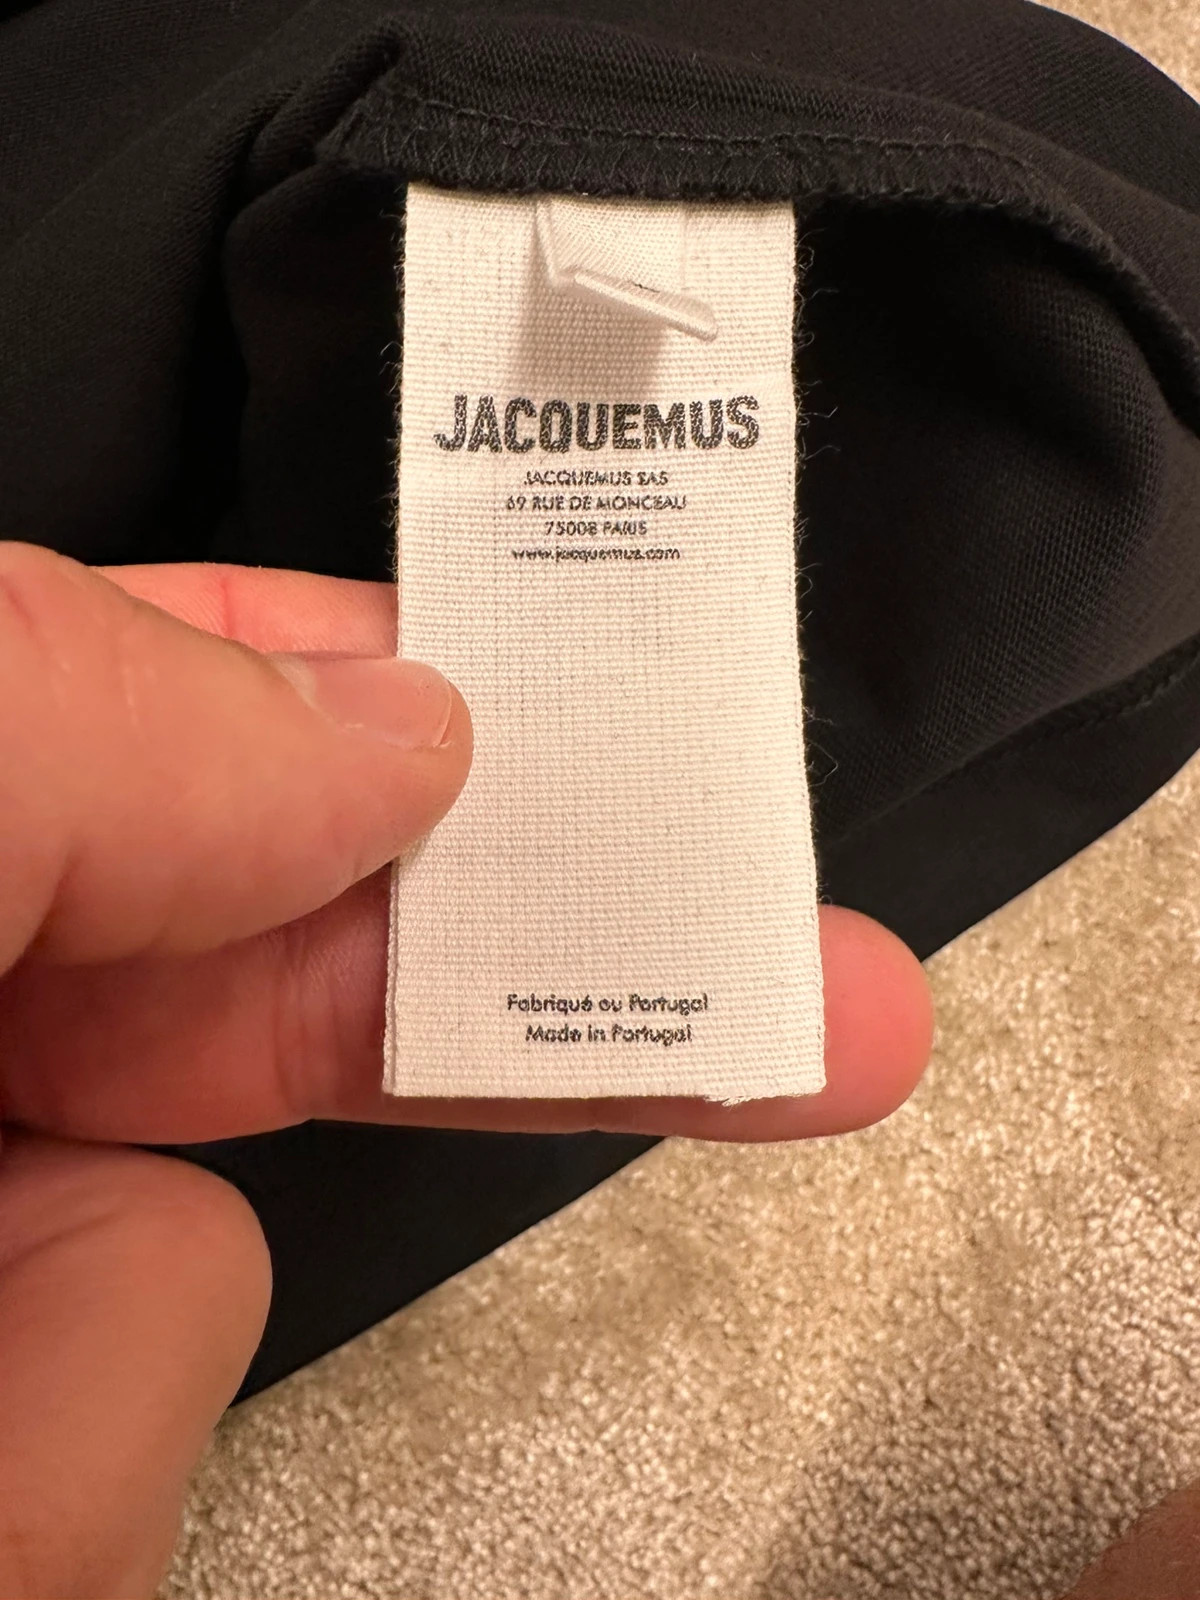 JACQUEMUS
JACQUEMUS SAS
69 RUE DE MONCEAU
75008 PARIS
www.jacquemus.com
Fabriqué au Portugal
Made in Portugal